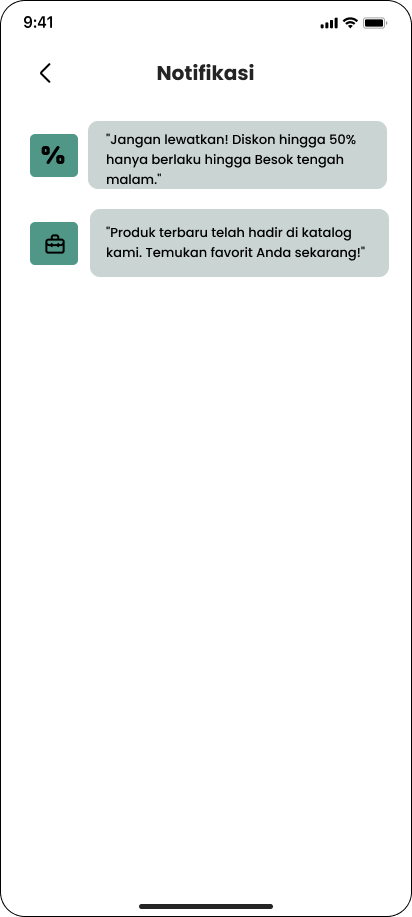 9:41
Notifikasi
%
"Jangan lewatkan! Diskon hingga 50%
hanya berlaku hingga Besok tengah
malam."
"Produk terbaru telah hadir di katalog
kami. Temukan favorit Anda sekarang!"